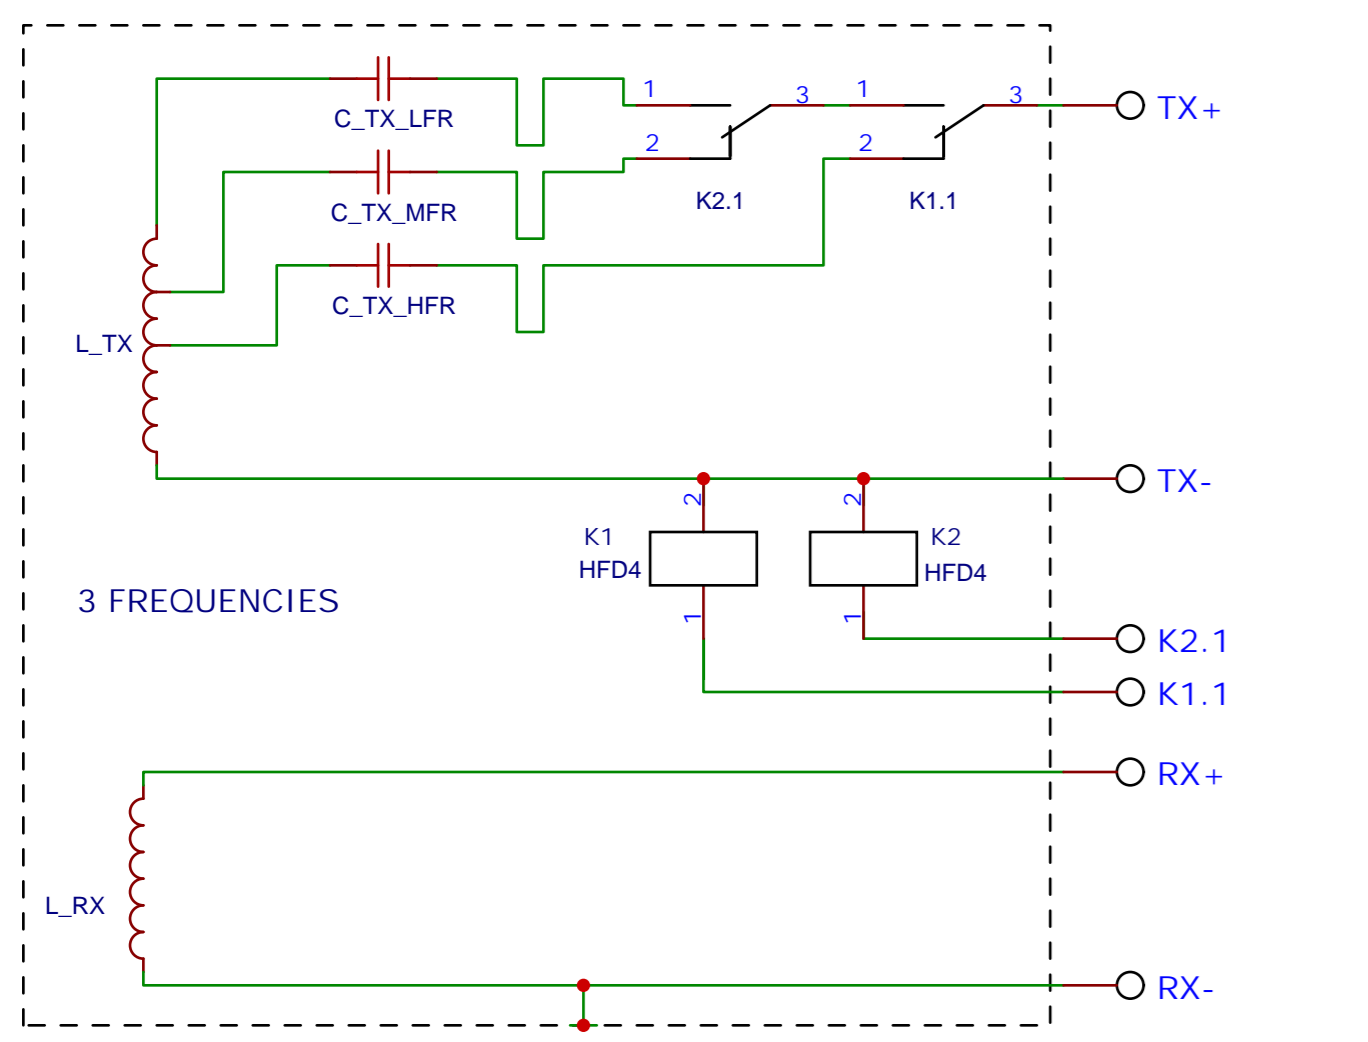 1
3
1
3
TX+
C_TX_LFR
2
2
K2.1
K1.1
C_TX_MFR
C_TX_HFR
L_TX
TX-
2
2
K1
HFD4
K2
HFD4
3 FREQUENCIES
1
1
K2.1
K1.1
RX+
L_RX
RX-